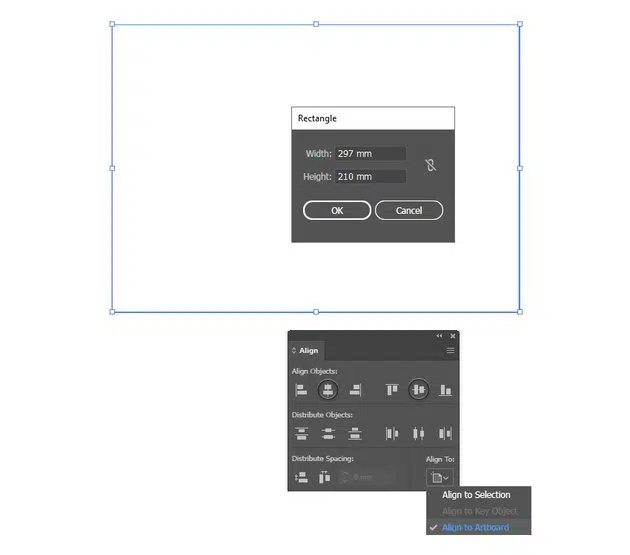 Rectangle
Width: 297 mm
Height: 210 mm
OK Cancel
Align
Align Objects:
Distribute Objects:
Distribute Spacing: Align To:
0 mm
Align to Selection
Align to Key Object
Align to Artboard